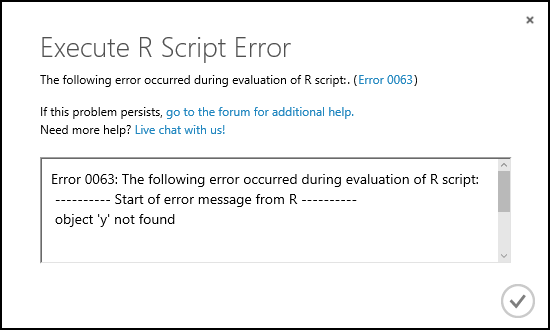 Execute R Script Error
The following error occurred during evaluation of R script:. (Error 0063)
If this problem persists, go to the forum for additional help.
Need more help? Live chat with us!
Error 0063: The following error occurred during evaluation of R script:
---------- Start of error message from R ----------
object 'y' not found